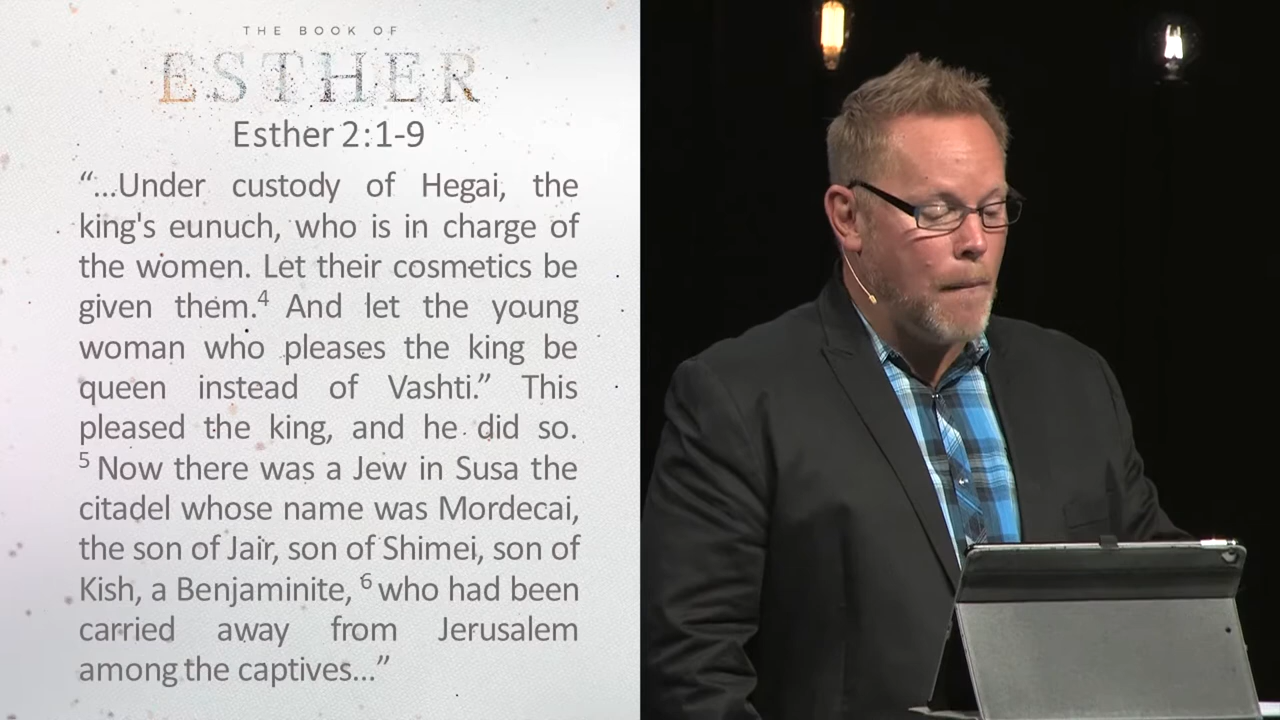 THE BOOK OF
ESTHER
Esther 2:1-9
“...Under custody of Hegai, the
king's eunuch, who is in charge of
the women. Let their cosmetics be
given them.⁴ And let the young
woman who pleases the king be
queen instead of Vashti.” This
pleased the king, and he did so.
⁵ Now there was a Jew in Susa the
citadel whose name was Mordecai,
the son of Jair, son of Shimei, son of
Kish, a Benjaminite, ⁶ who had been
carried away from Jerusalem
among the captives...”